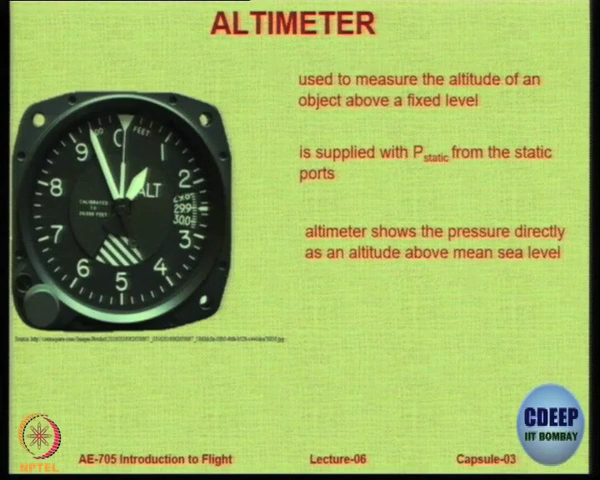 ALTIMETER
used to measure the altitude of an
object above a fixed level
is supplied with Pstatic from the static
ports
altimeter shows the pressure directly
as an altitude above mean sea level
0
FEET
1
2
3
4
5
6
7
8
9
ALT
CALIBRATED
TO
20,000 FEET
299
300
CDEEP
IIT BOMBAY
NPTEL
AE-705 Introduction to Flight
Lecture-06
Capsule-03